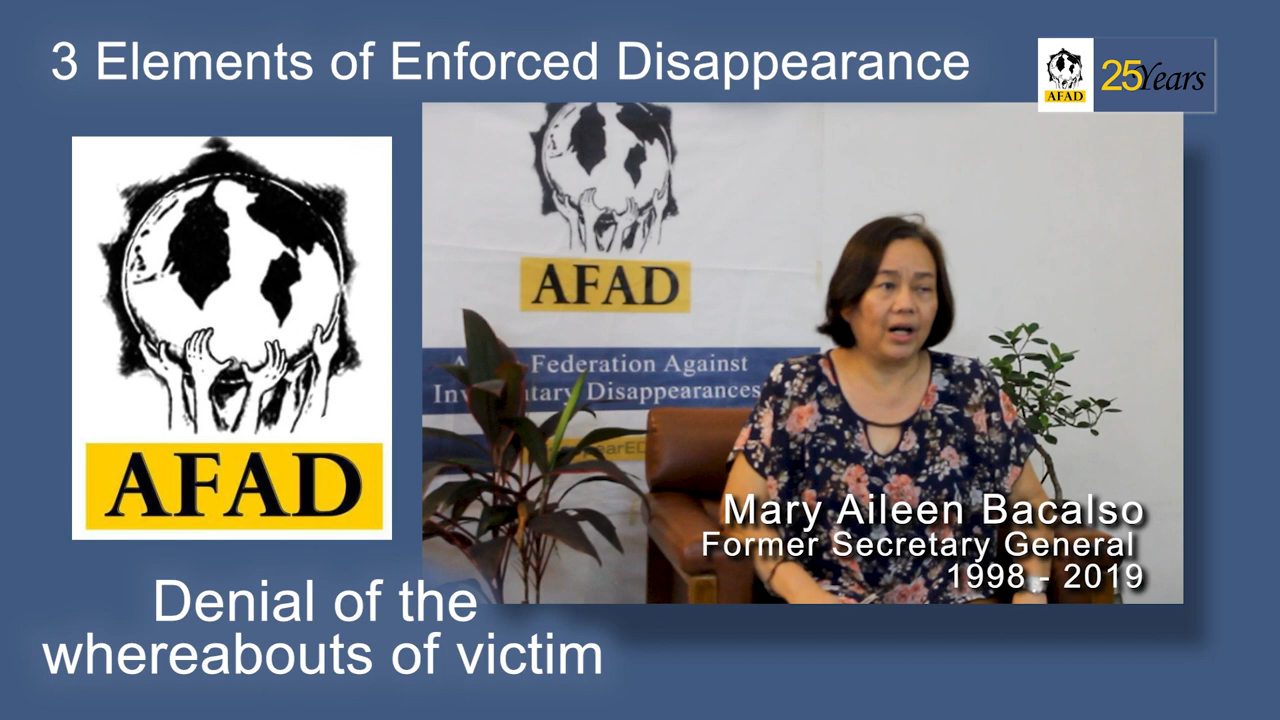 3 Elements of Enforced Disappearance
AFAD
25Years
AFAD
AFAD
Federation Against
Disappearances
Mary Aileen Bacalso
Former Secretary General
1998 - 2019
Denial of the
whereabouts of victim